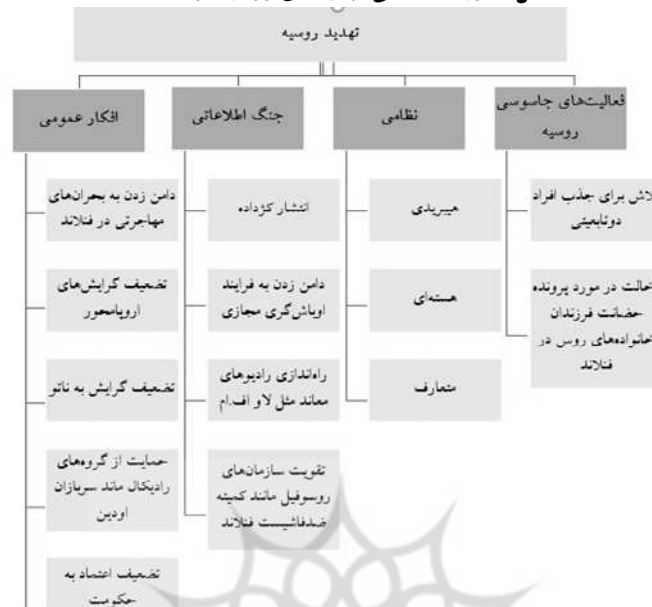 تهدید روسیه
فعالیت‌های جاسوسی
روسیه
نظامی
جنگ اطلاعاتی
افکار عمومی
لاش برای جذب افراد
دوتابعیتی
خالت در مورد پرونده
حضانت فرزندان
خانواده‌های روس در
فنلاند
هیبریدی
هسته‌ای
متعارف
انتشار کژداده
دامن زدن به فرایند
اوباش‌گری مجازی
راه‌اندازی رادیوهای
معاند مثل لاو اف.ام
تقویت سازمان‌های
روسوفیل مانند کمیته
ضدفاشیست فنلاند
دامن زدن به بحران‌های
مهاجرتی در فنلاند
تضعیف گرایش‌های
اروپامحور
تضعیف گرایش به ناتو
حمایت از گروه‌های
رادیکال ماند سربازان
اودین
تضعیف اعتماد به
حکومت